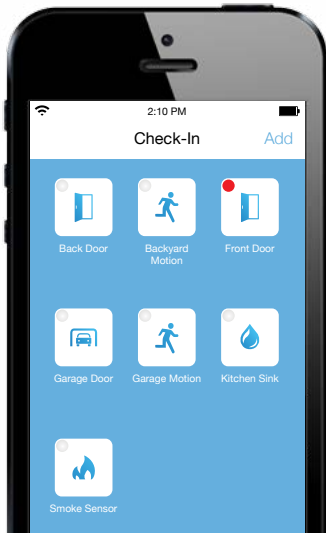 2:10 PM
Check-In
Add
Back Door
Backyard
Motion
Front Door
Garage Door
Garage Motion
Kitchen Sink
Smoke Sensor